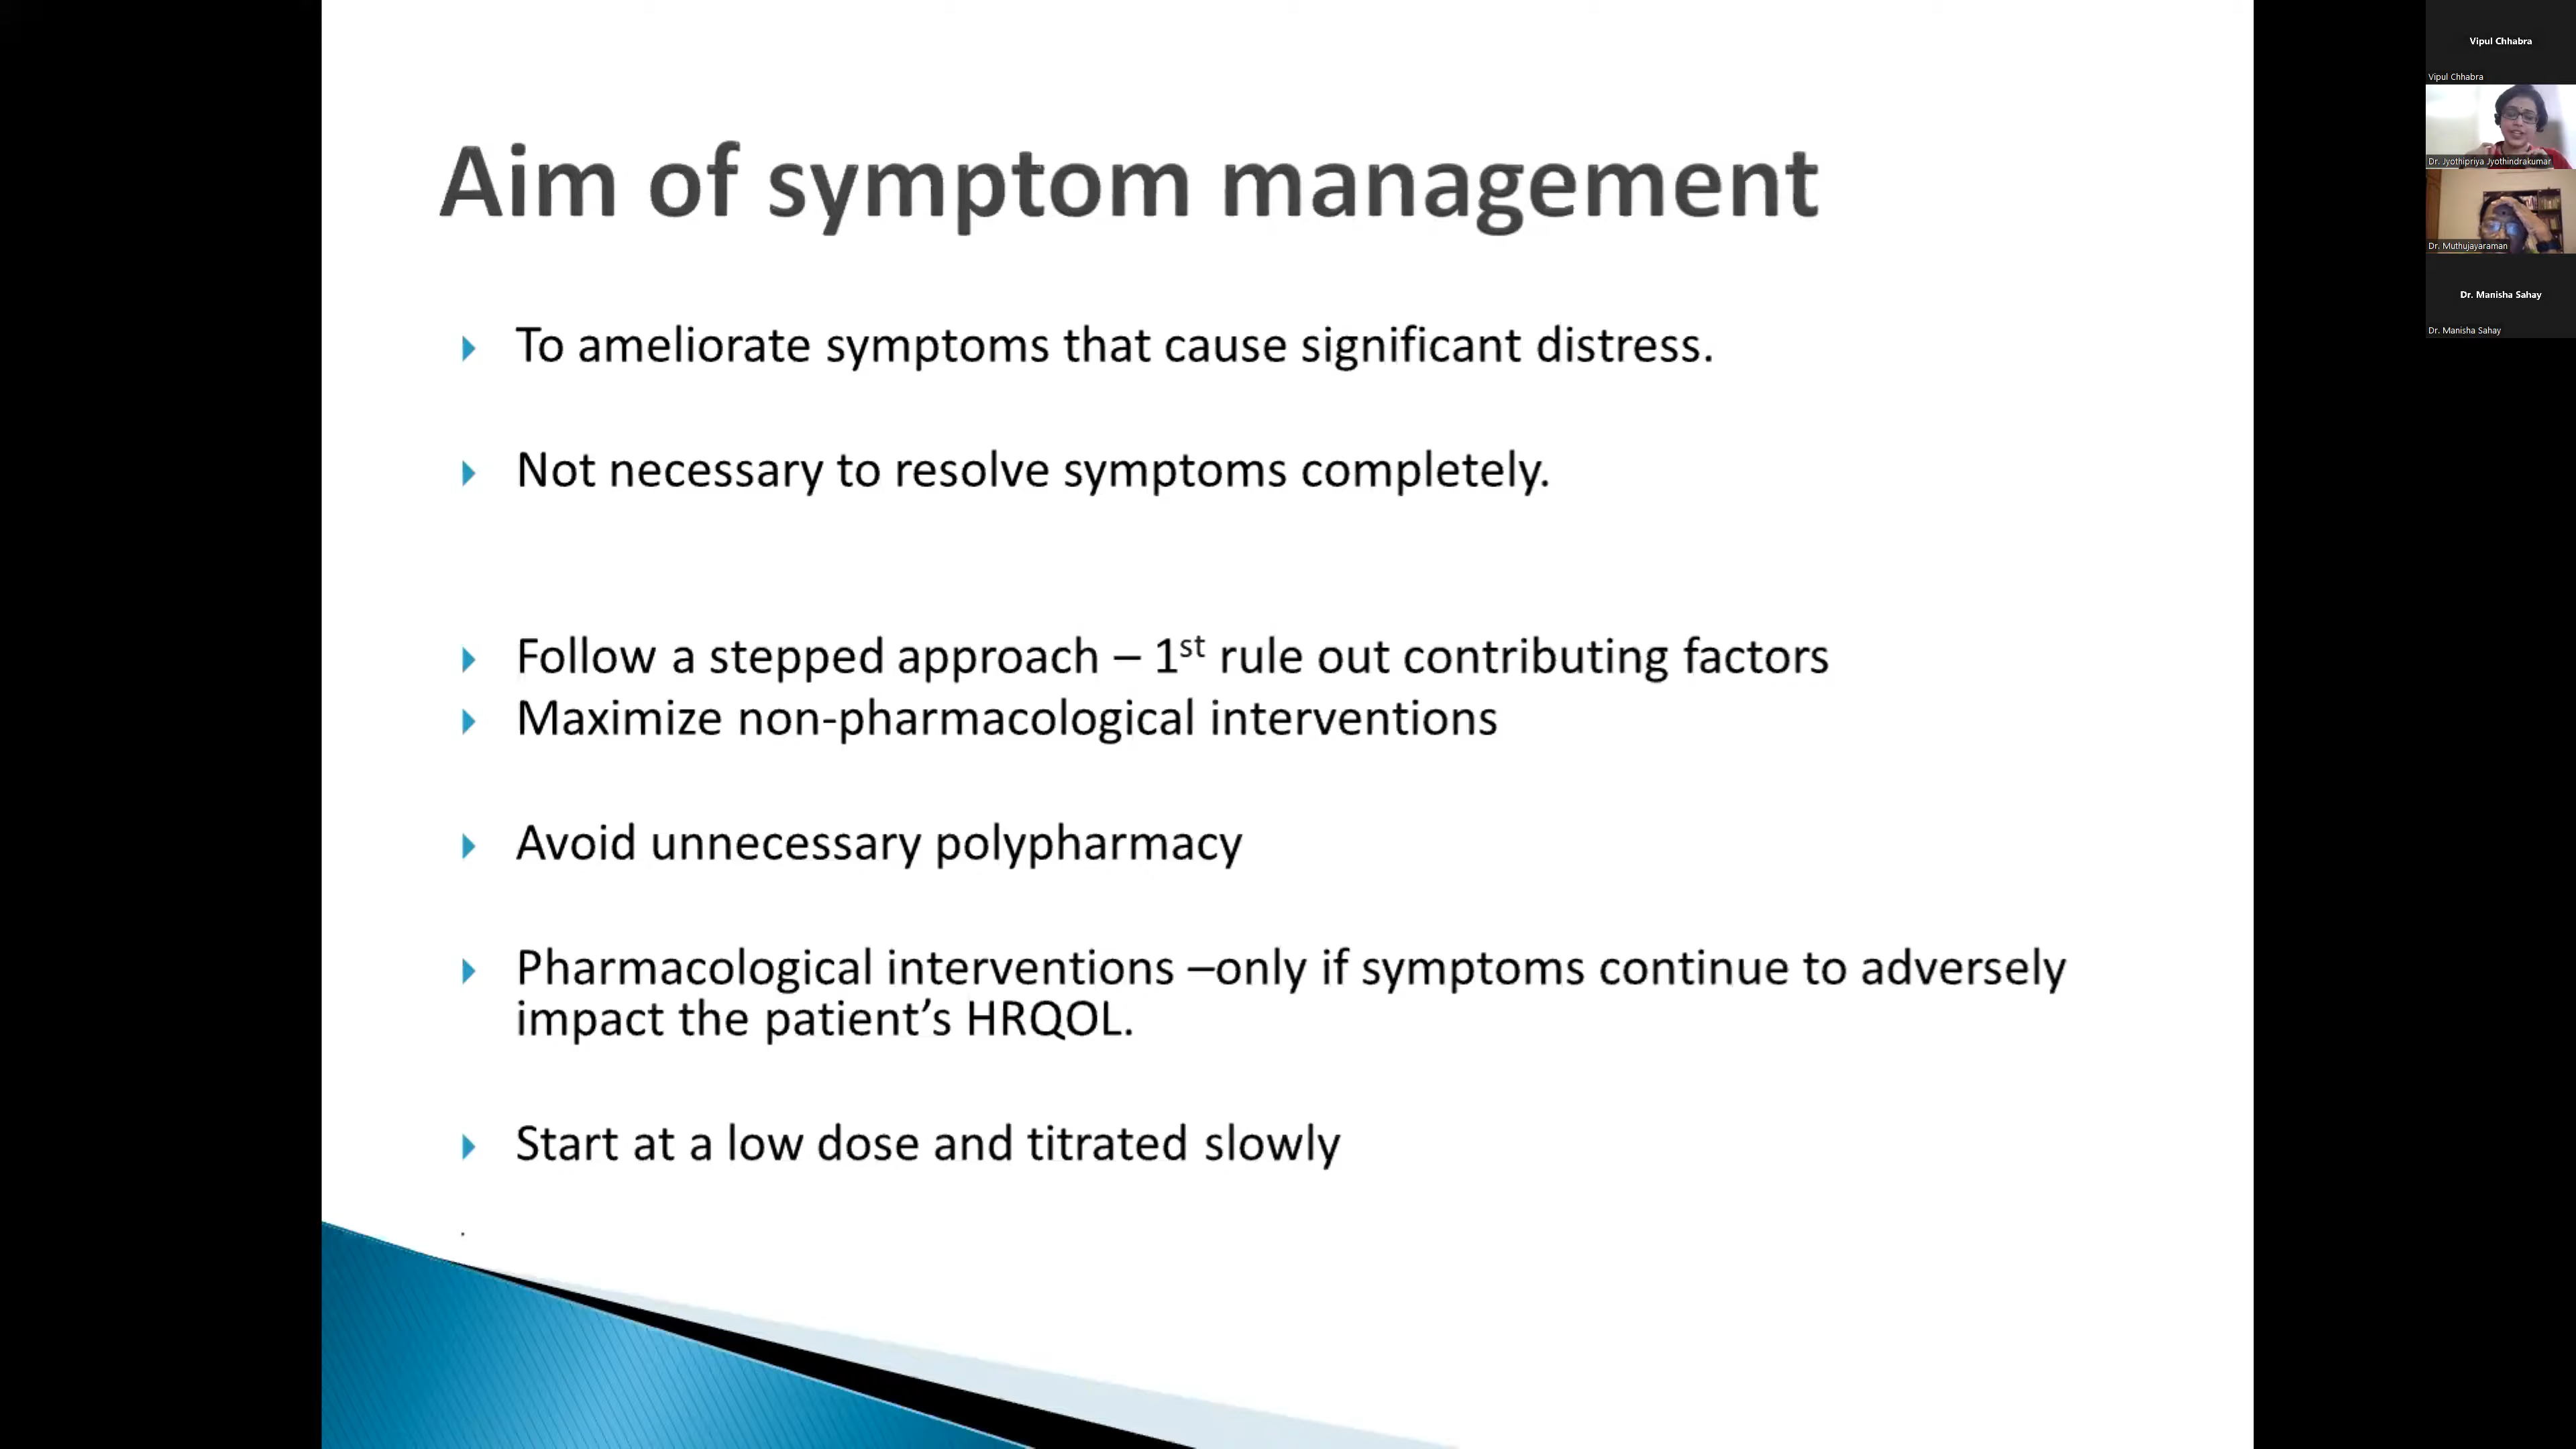 Aim of symptom management
To ameliorate symptoms that cause significant distress.
Not necessary to resolve symptoms completely.
Follow a stepped approach – 1st rule out contributing factors
Maximize non-pharmacological interventions
Avoid unnecessary polypharmacy
Pharmacological interventions –only if symptoms continue to adversely
impact the patient’s HRQOL.
Start at a low dose and titrated slowly
.
Vipul Chhabra
Vipul Chhabra
Dr. Jyothipriya Jyothindrakumar
Dr. Muthujayaraman
Dr. Manisha Sahay
Dr. Manisha Sahay